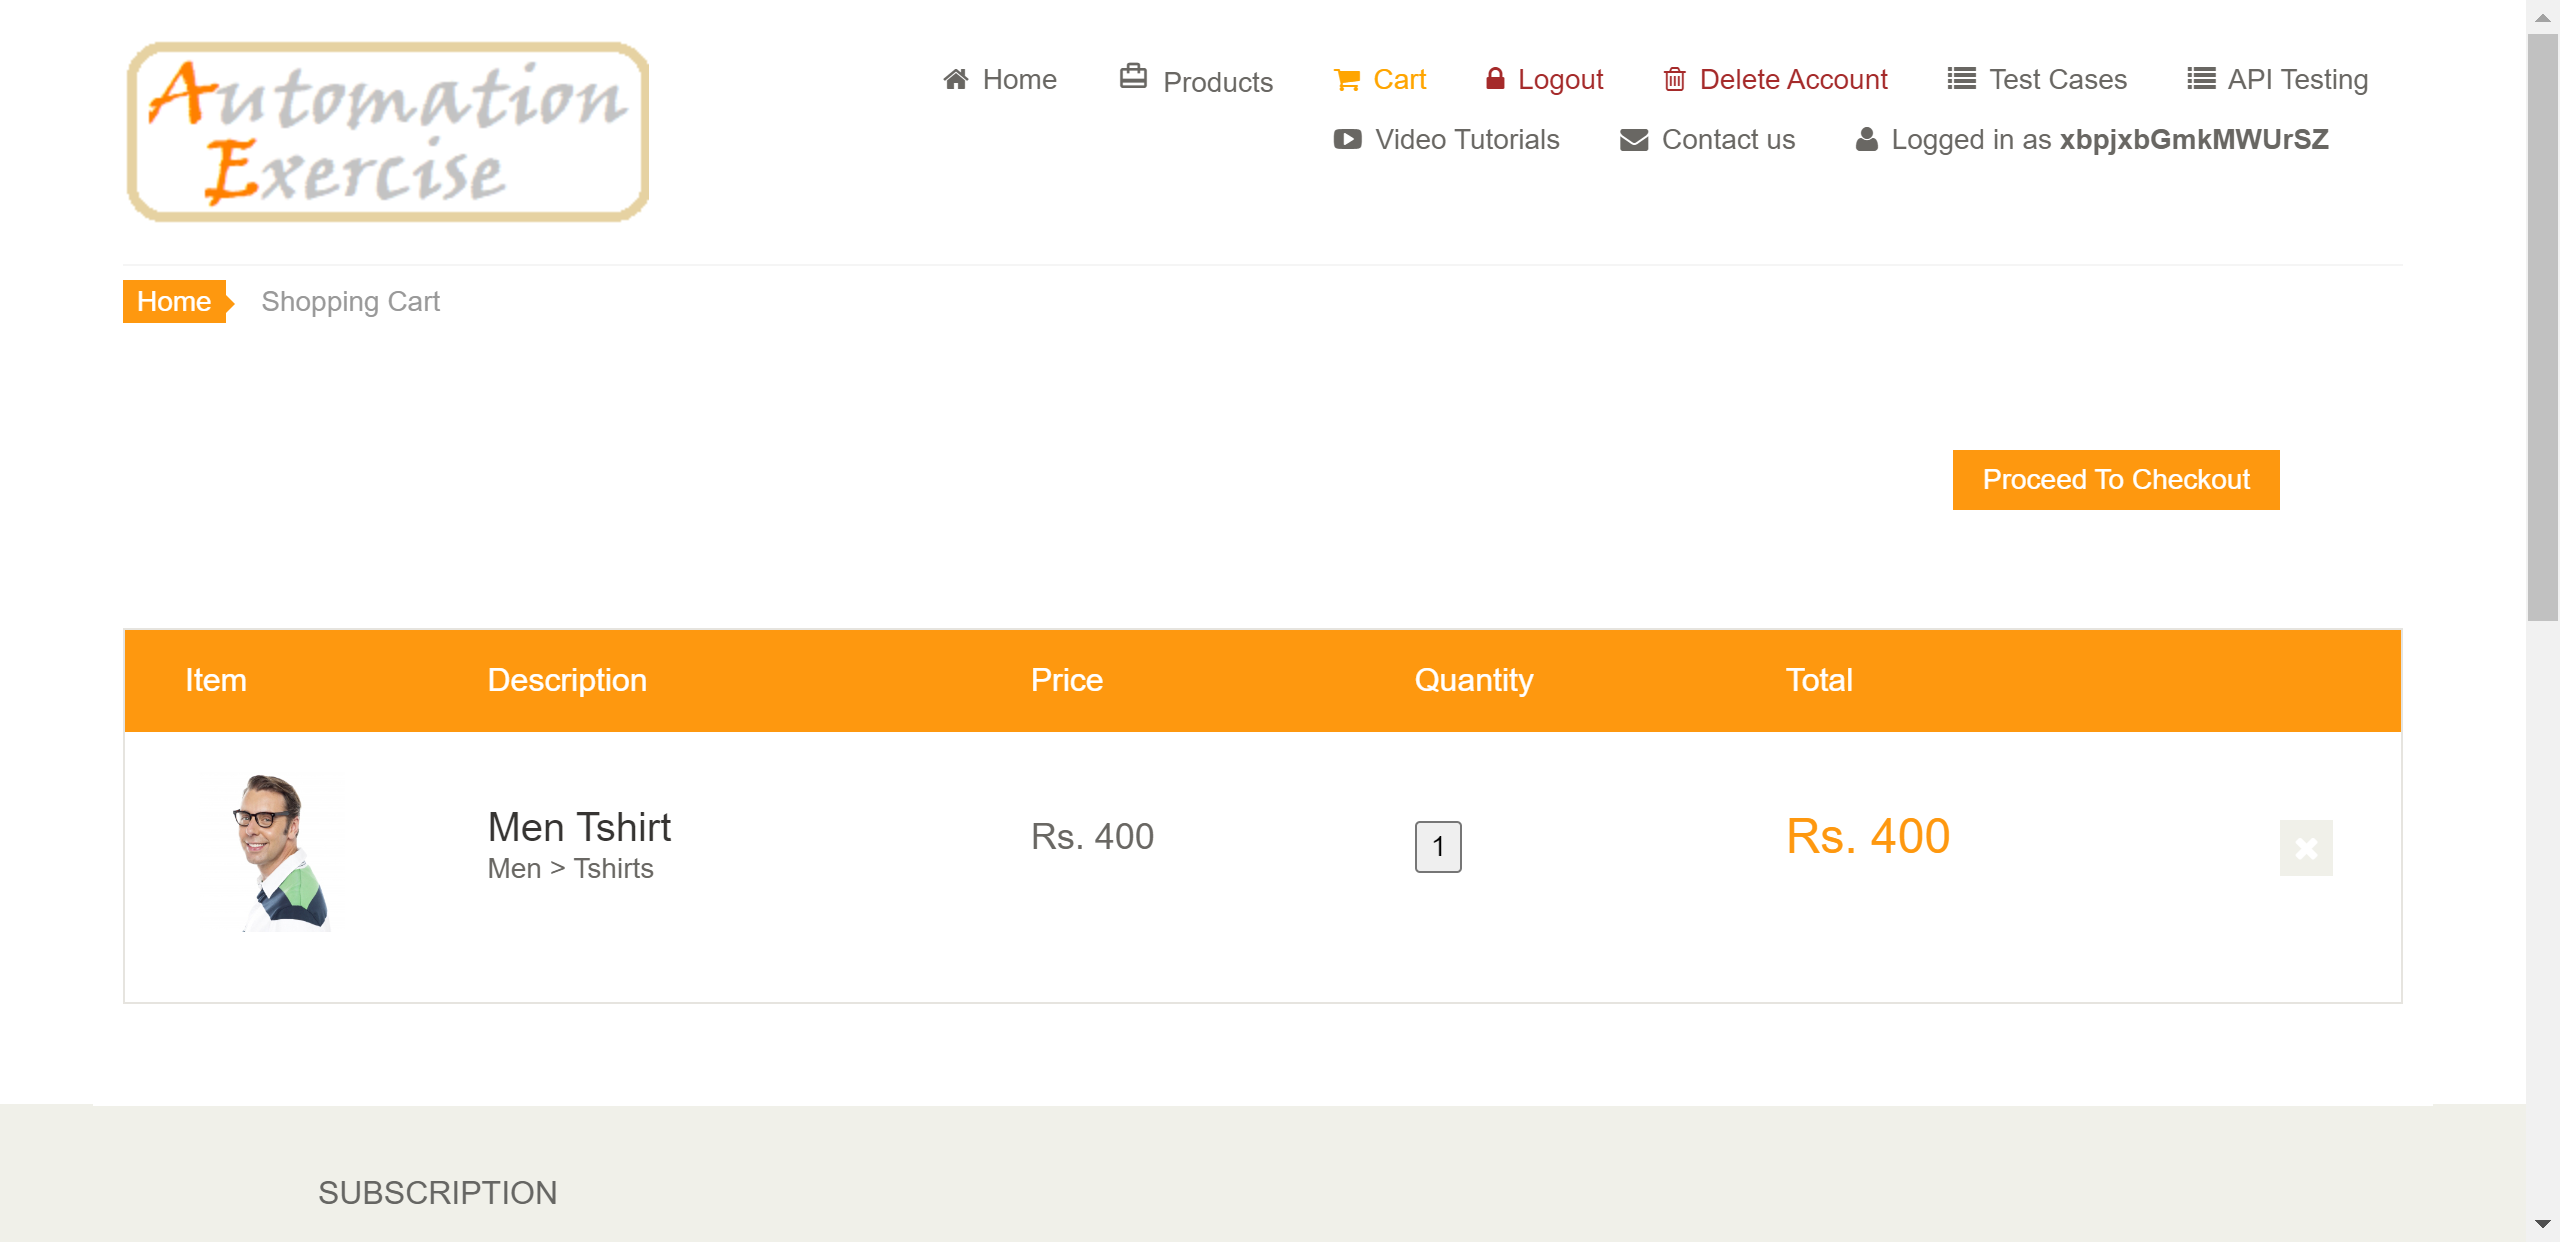 Automation
Exercise
Home
Products
Cart
Logout
Delete Account
Test Cases
API Testing
Video Tutorials
Contact us
Logged in as xbpjxbGmkMWUrSZ
Home
Shopping Cart
Proceed To Checkout
Item Description Price Quantity Total
Men Tshirt
Men > Tshirts
Rs. 400
1
Rs. 400
SUBSCRIPTION